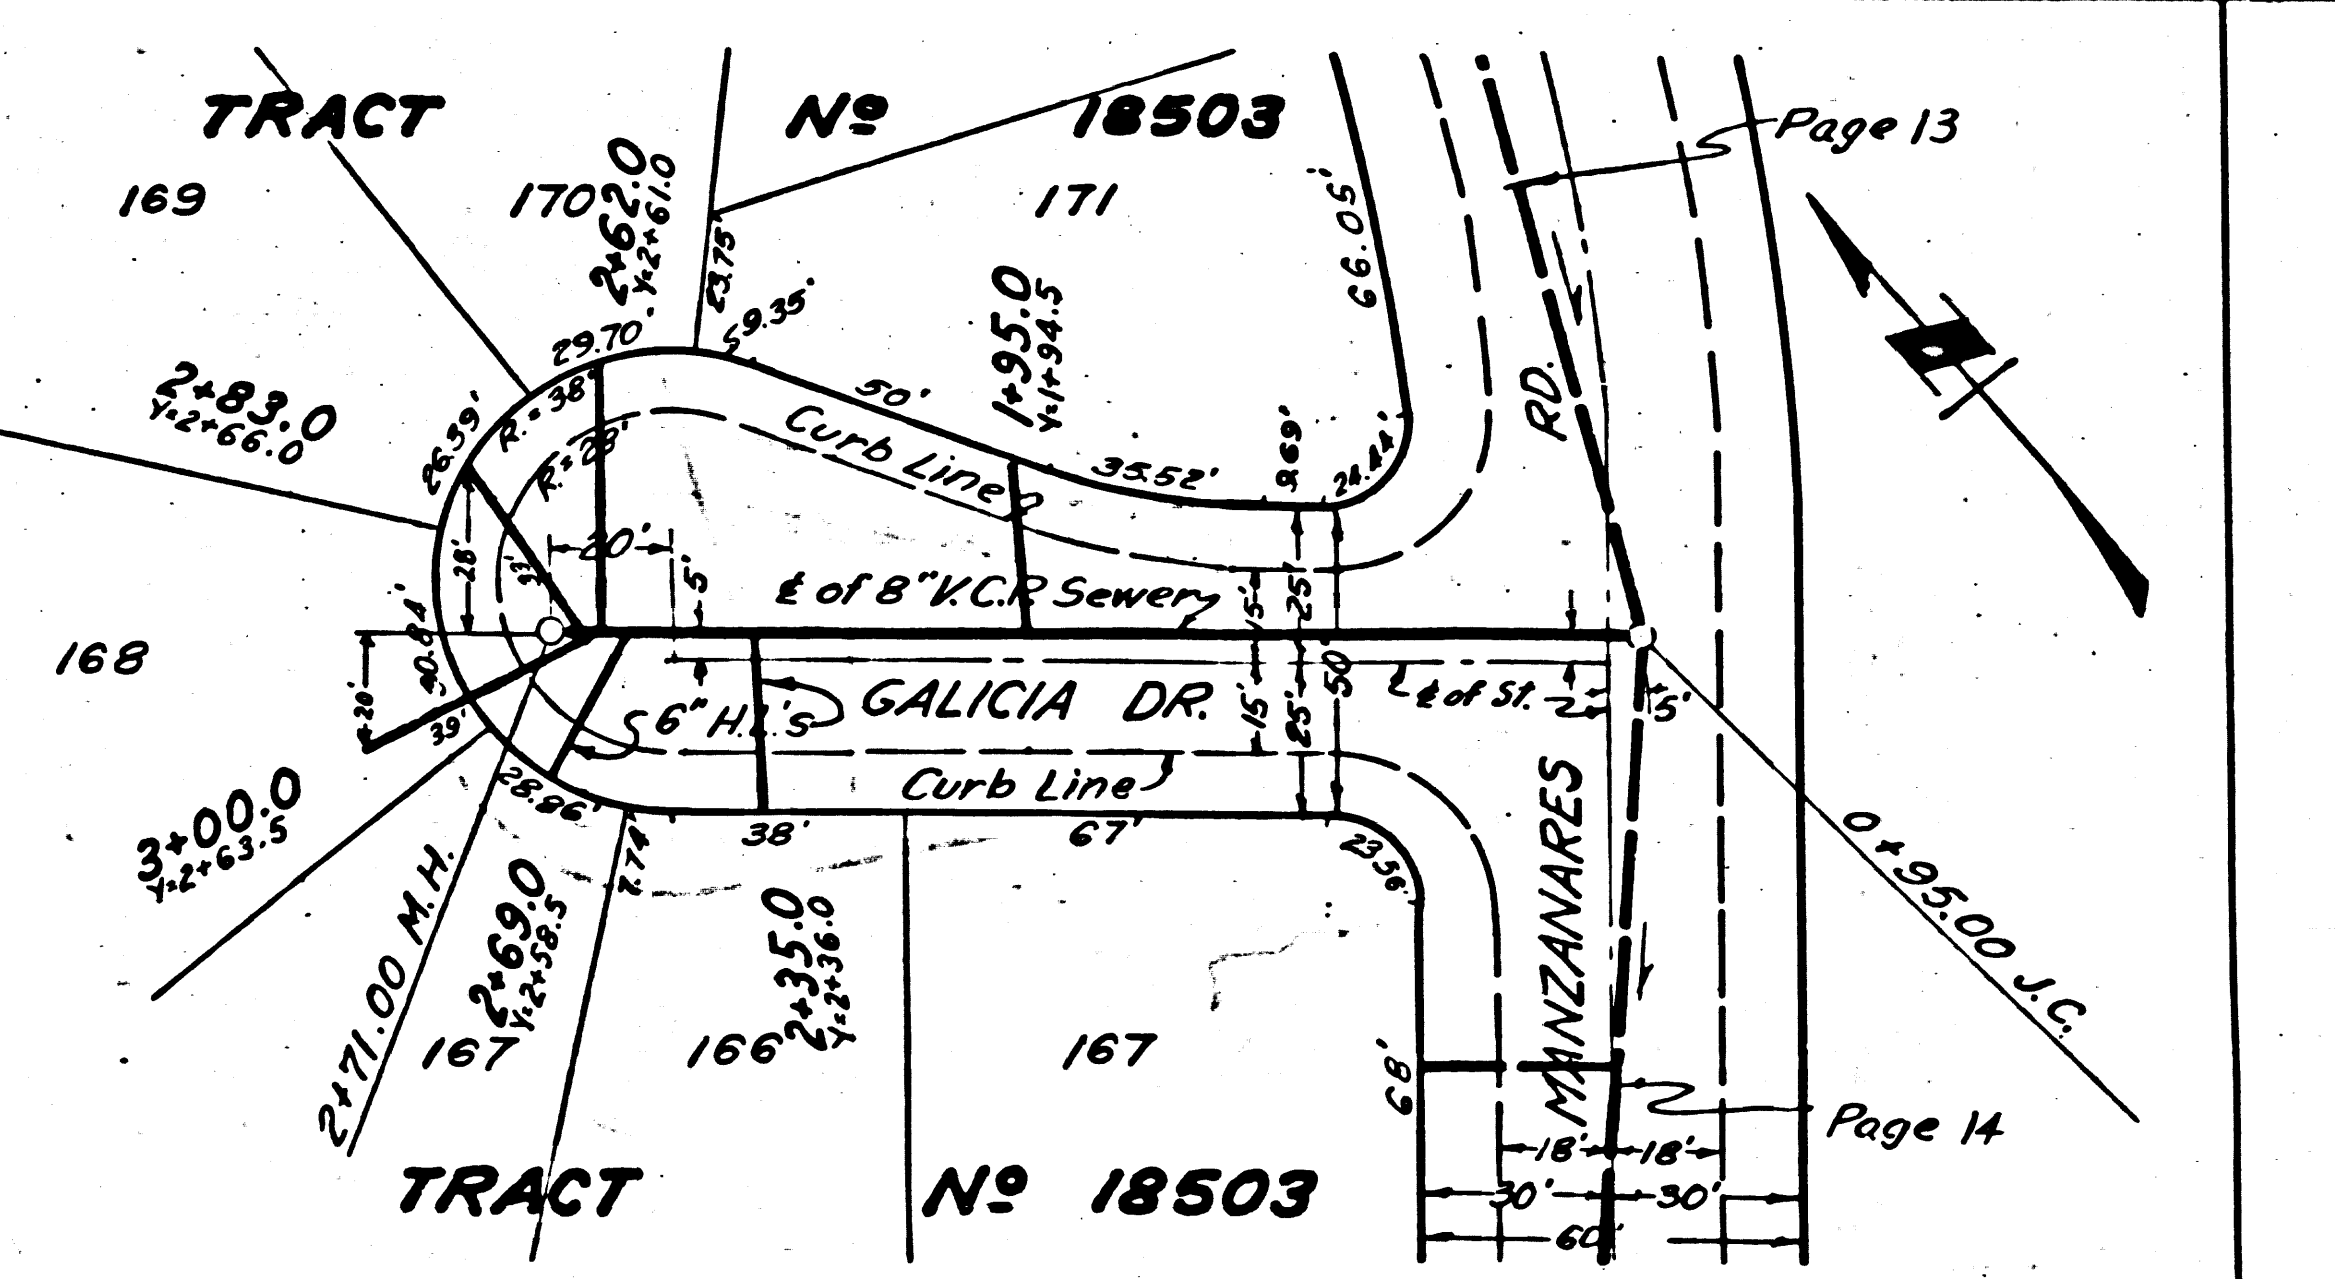 TRACT Nº 18503
Page 13
169
170
2+62.0
Y=2+61.0
171
23.75'
59.35'
66.05'
29.70'
R.=38'
R.=28'
2+83.0
Y=2+66.0
26.39'
50'
1+95.0
Y=1+94.5
Curb Line
35.52'
9.69'
24.44'
RD.
20'
5'
28'
33'
℄ of 8" V.C.P. Sewer
15'
25'
168
30.84'
20'
39'
6" H.L.'s
GALICIA DR.
15'
25'
50'
℄ of St.
5'
Curb Line
28.86'
7.74'
38'
67'
23.56'
MANZANARES
0+95.00 J.C.
3+00.0
Y=2+63.5
2+71.00 M.H.
2+69.0
Y=2+58.5
2+35.0
Y=2+36.0
167
166
167
68'
Page 14
18'
18'
TRACT Nº 18503
30'
30'
60'